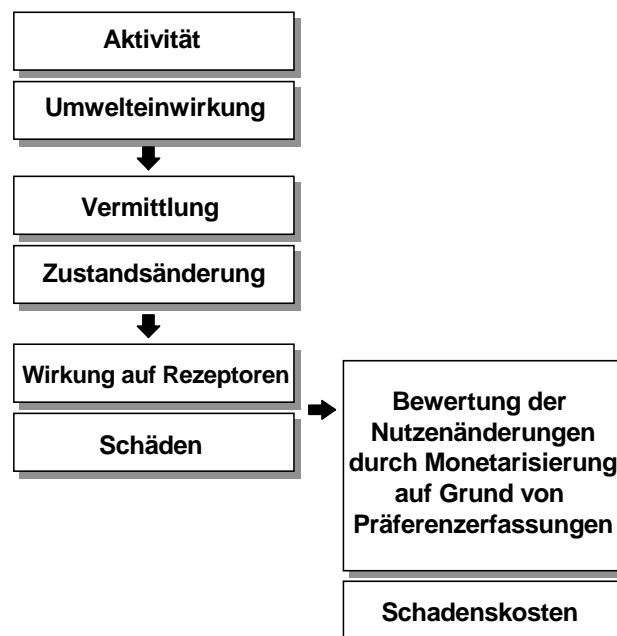 Aktivität
Umwelteinwirkung
Vermittlung
Zustandsänderung
Wirkung auf Rezeptoren
Schäden
Bewertung der
Nutzenänderungen
durch Monetarisierung
auf Grund von
Präferenzerfassungen
Schadenskosten